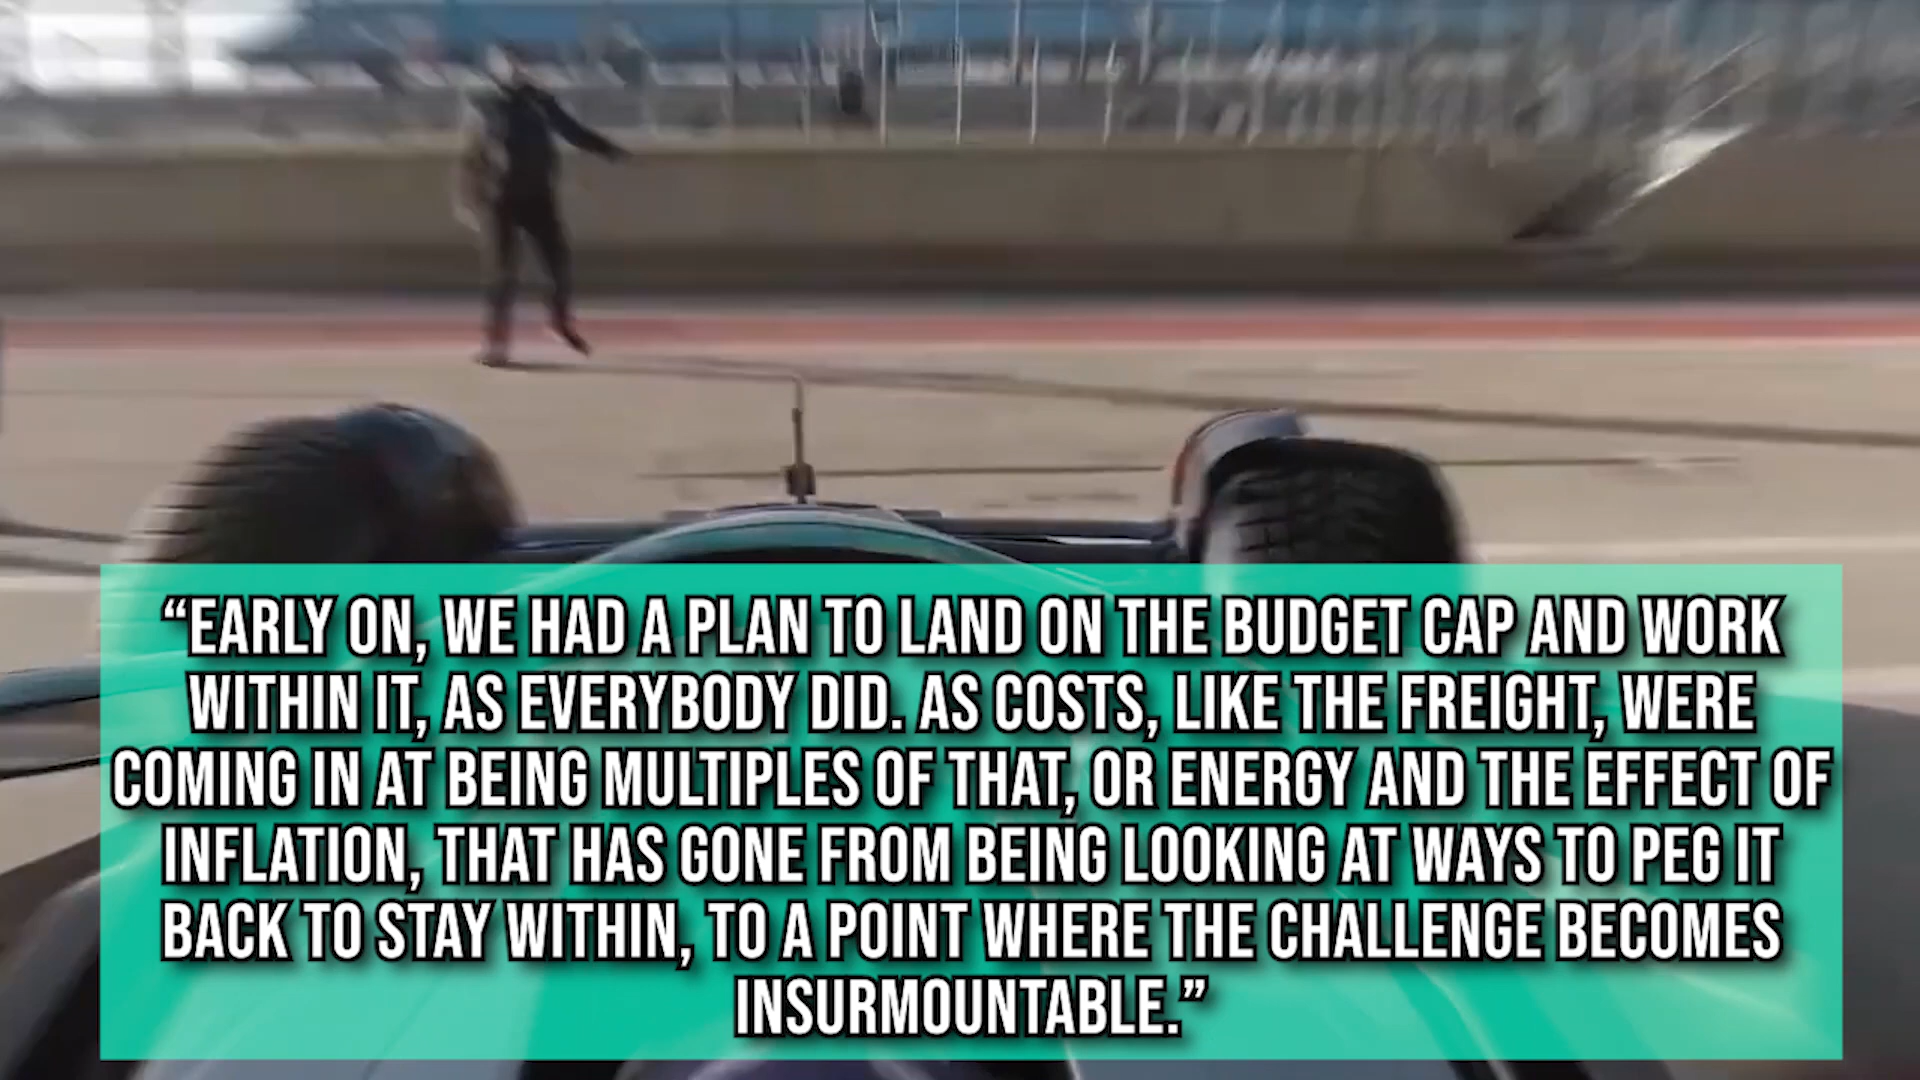 “EARLY ON, WE HAD A PLAN TO LAND ON THE BUDGET CAP AND WORK
WITHIN IT, AS EVERYBODY DID. AS COSTS, LIKE THE FREIGHT, WERE
COMING IN AT BEING MULTIPLES OF THAT, OR ENERGY AND THE EFFECT OF
INFLATION, THAT HAS GONE FROM BEING LOOKING AT WAYS TO PEG IT
BACK TO STAY WITHIN, TO A POINT WHERE THE CHALLENGE BECOMES
INSURMOUNTABLE.”